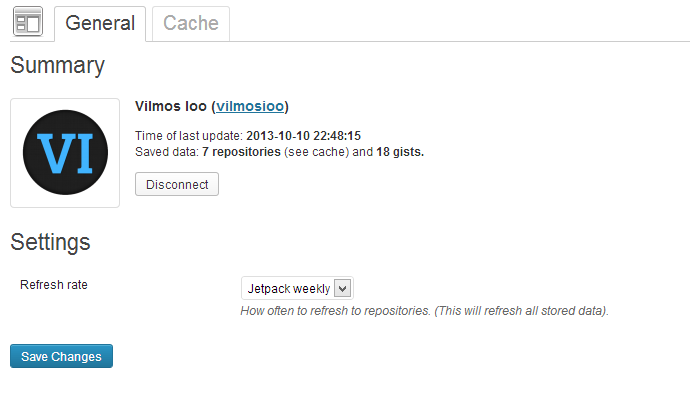 General
Cache
Summary
VI
Vilmos Ioo (vilmosioo)
Time of last update: 2013-10-10 22:48:15
Saved data: 7 repositories (see cache) and 18 gists.
Disconnect
Settings
Refresh rate
Jetpack weekly
How often to refresh to repositories. (This will refresh all stored data).
Save Changes